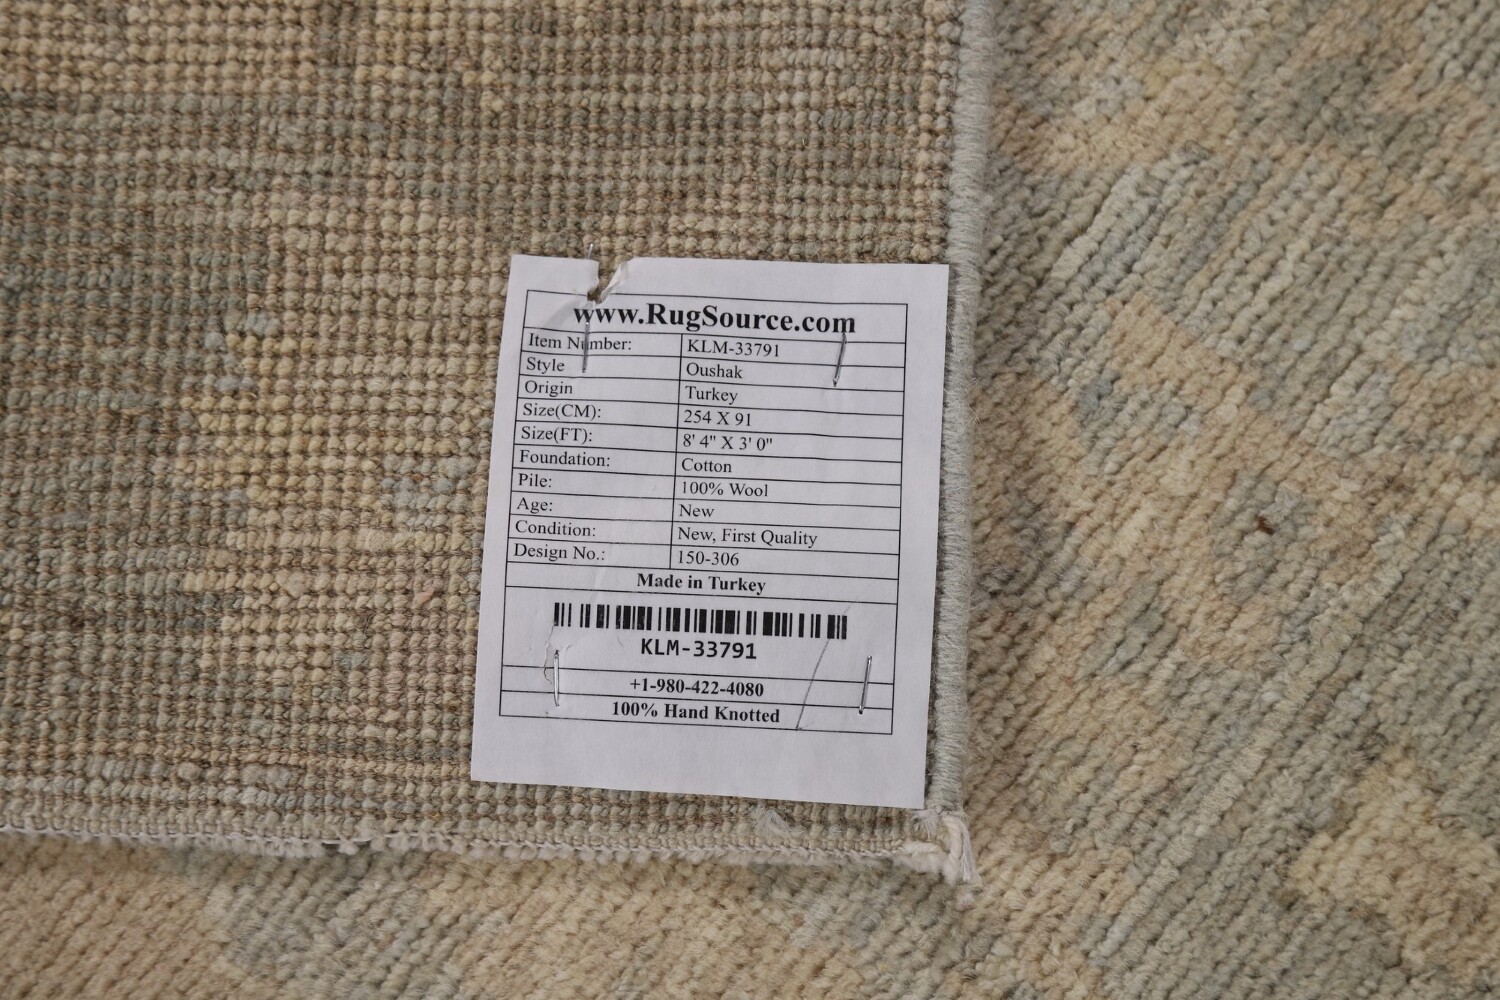 www.RugSource.com
Item Number: KLM-33791
Style Oushak
Origin Turkey
Size(CM): 254 X 91
Size(FT): 8' 4" X 3' 0"
Foundation: Cotton
Pile: 100% Wool
Age: New
Condition: New, First Quality
Design No.: 150-306
Made in Turkey
KLM-33791
+1-980-422-4080
100% Hand Knotted